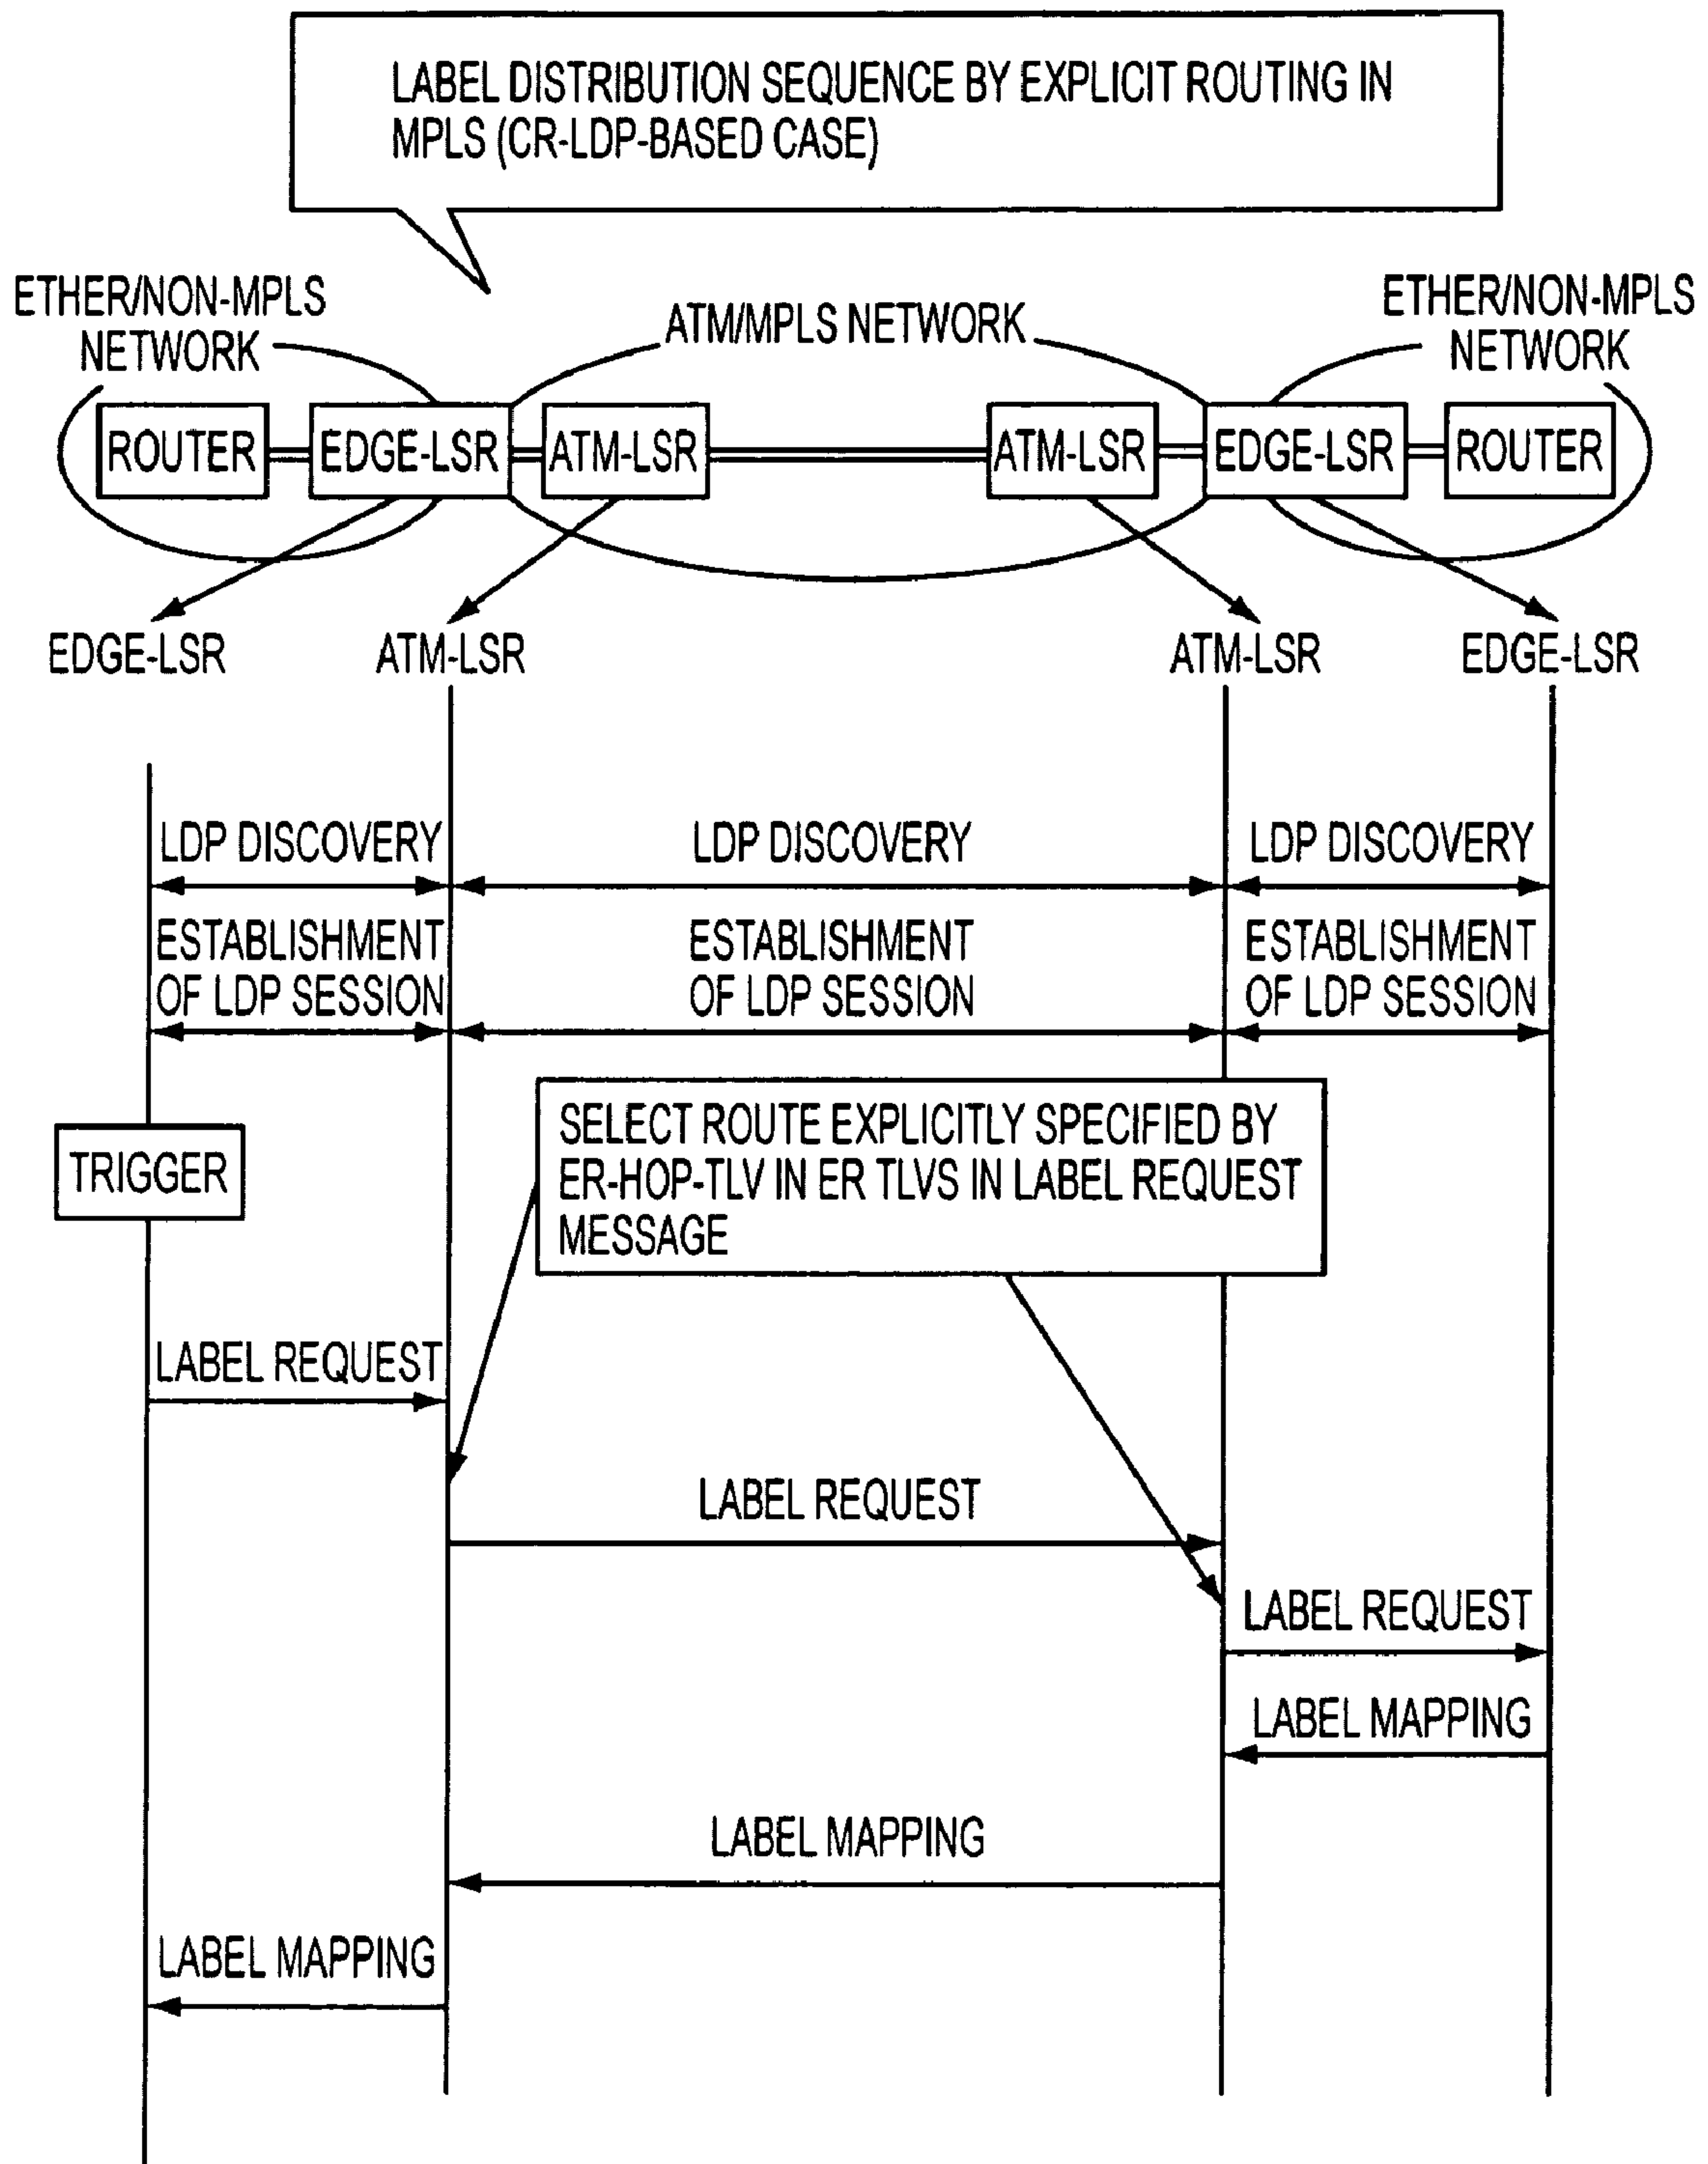 LABEL DISTRIBUTION SEQUENCE BY EXPLICIT ROUTING IN
MPLS (CR-LDP-BASED CASE)
ETHER/NON-MPLS
NETWORK
ATM/MPLS NETWORK
ETHER/NON-MPLS
NETWORK
ROUTER
EDGE-LSR
ATM-LSR
ATM-LSR
EDGE-LSR
ROUTER
EDGE-LSR
ATM-LSR
ATM-LSR
EDGE-LSR
LDP DISCOVERY
LDP DISCOVERY
LDP DISCOVERY
ESTABLISHMENT
OF LDP SESSION
ESTABLISHMENT
OF LDP SESSION
ESTABLISHMENT
OF LDP SESSION
TRIGGER
SELECT ROUTE EXPLICITLY SPECIFIED BY
ER-HOP-TLV IN ER TLVS IN LABEL REQUEST
MESSAGE
LABEL REQUEST
LABEL REQUEST
LABEL REQUEST
LABEL MAPPING
LABEL MAPPING
LABEL MAPPING